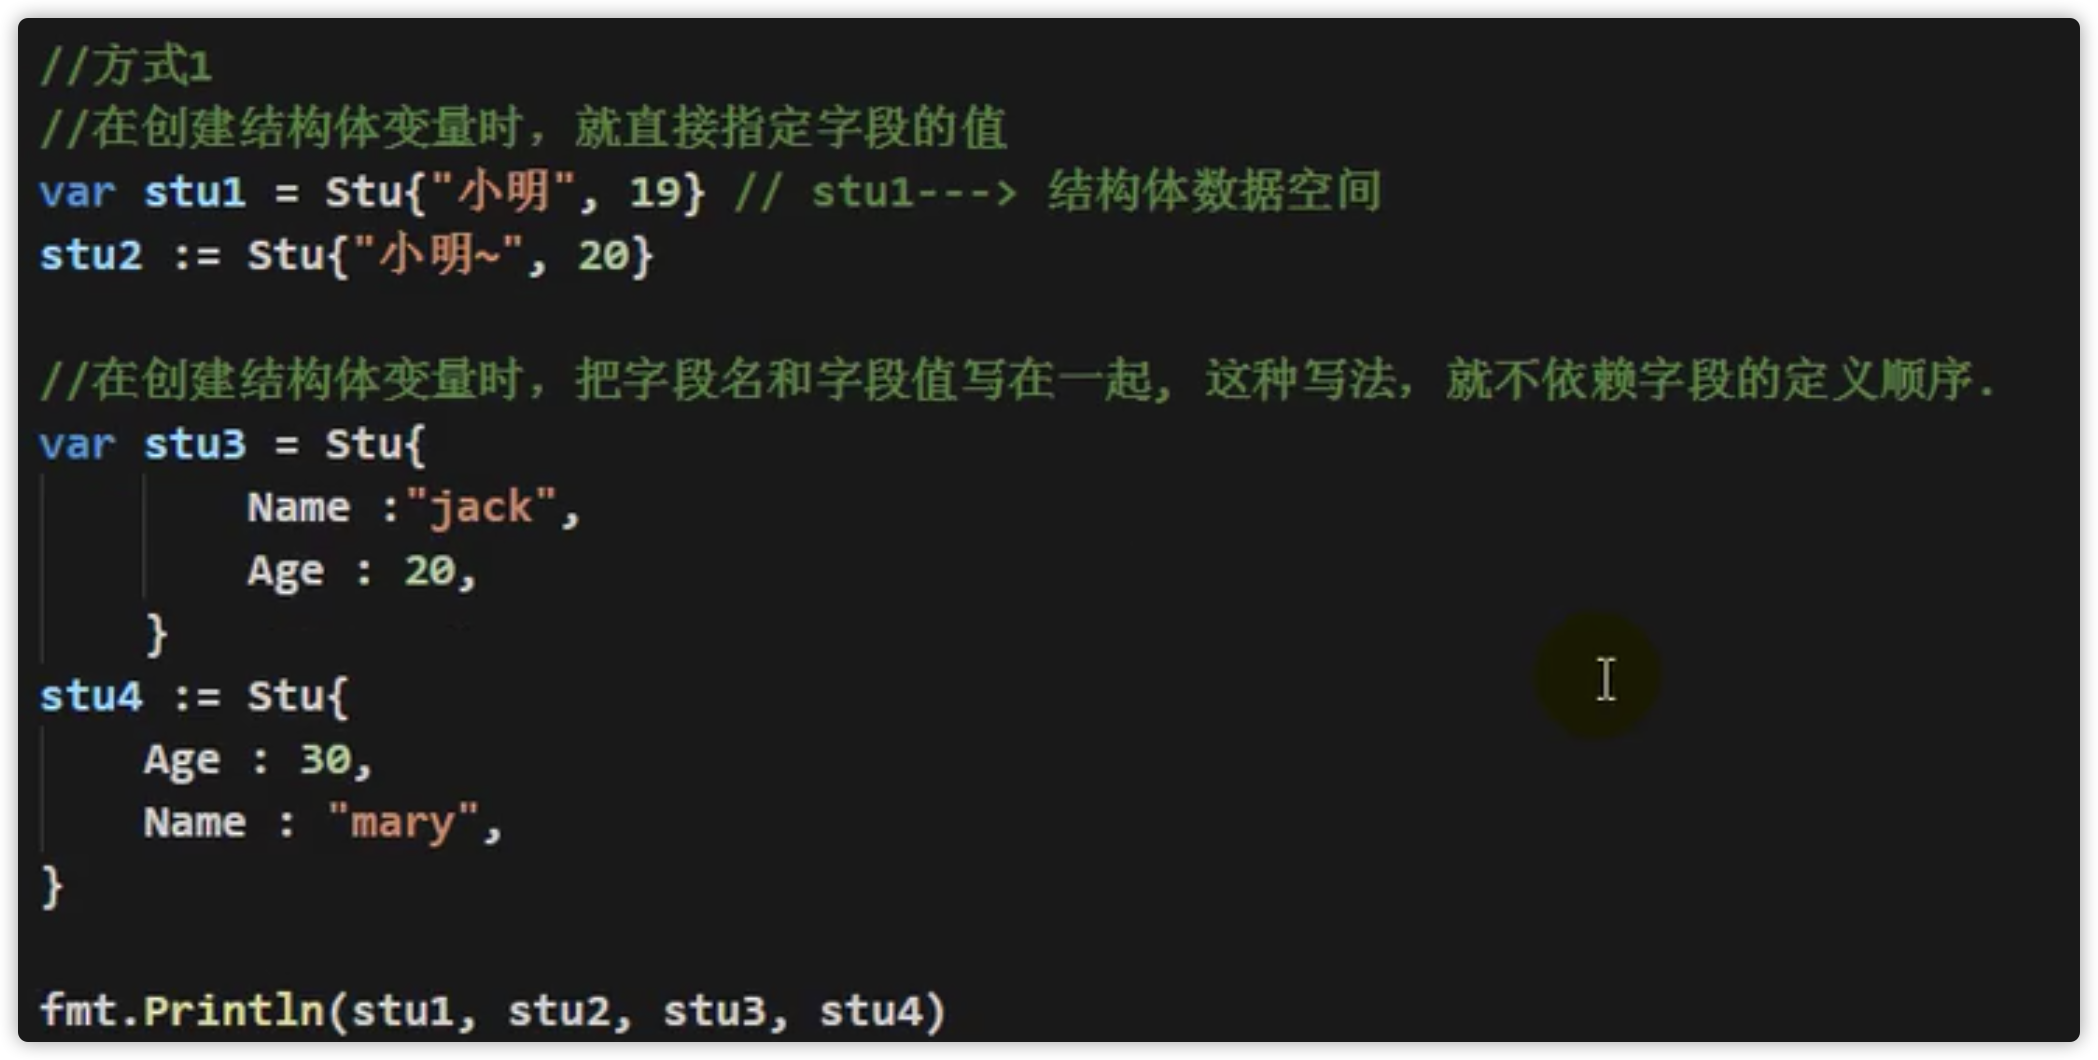 //方式1
//在创建结构体变量时，就直接指定字段的值
var stu1 = Stu{"小明", 19} // stu1---> 结构体数据空间
stu2 := Stu{"小明~", 20}
//在创建结构体变量时，把字段名和字段值写在一起, 这种写法，就不依赖字段的定义顺序.
var stu3 = Stu{
Name :"jack",
Age : 20,
}
stu4 := Stu{
Age : 30,
Name : "mary",
}
fmt.Println(stu1, stu2, stu3, stu4)